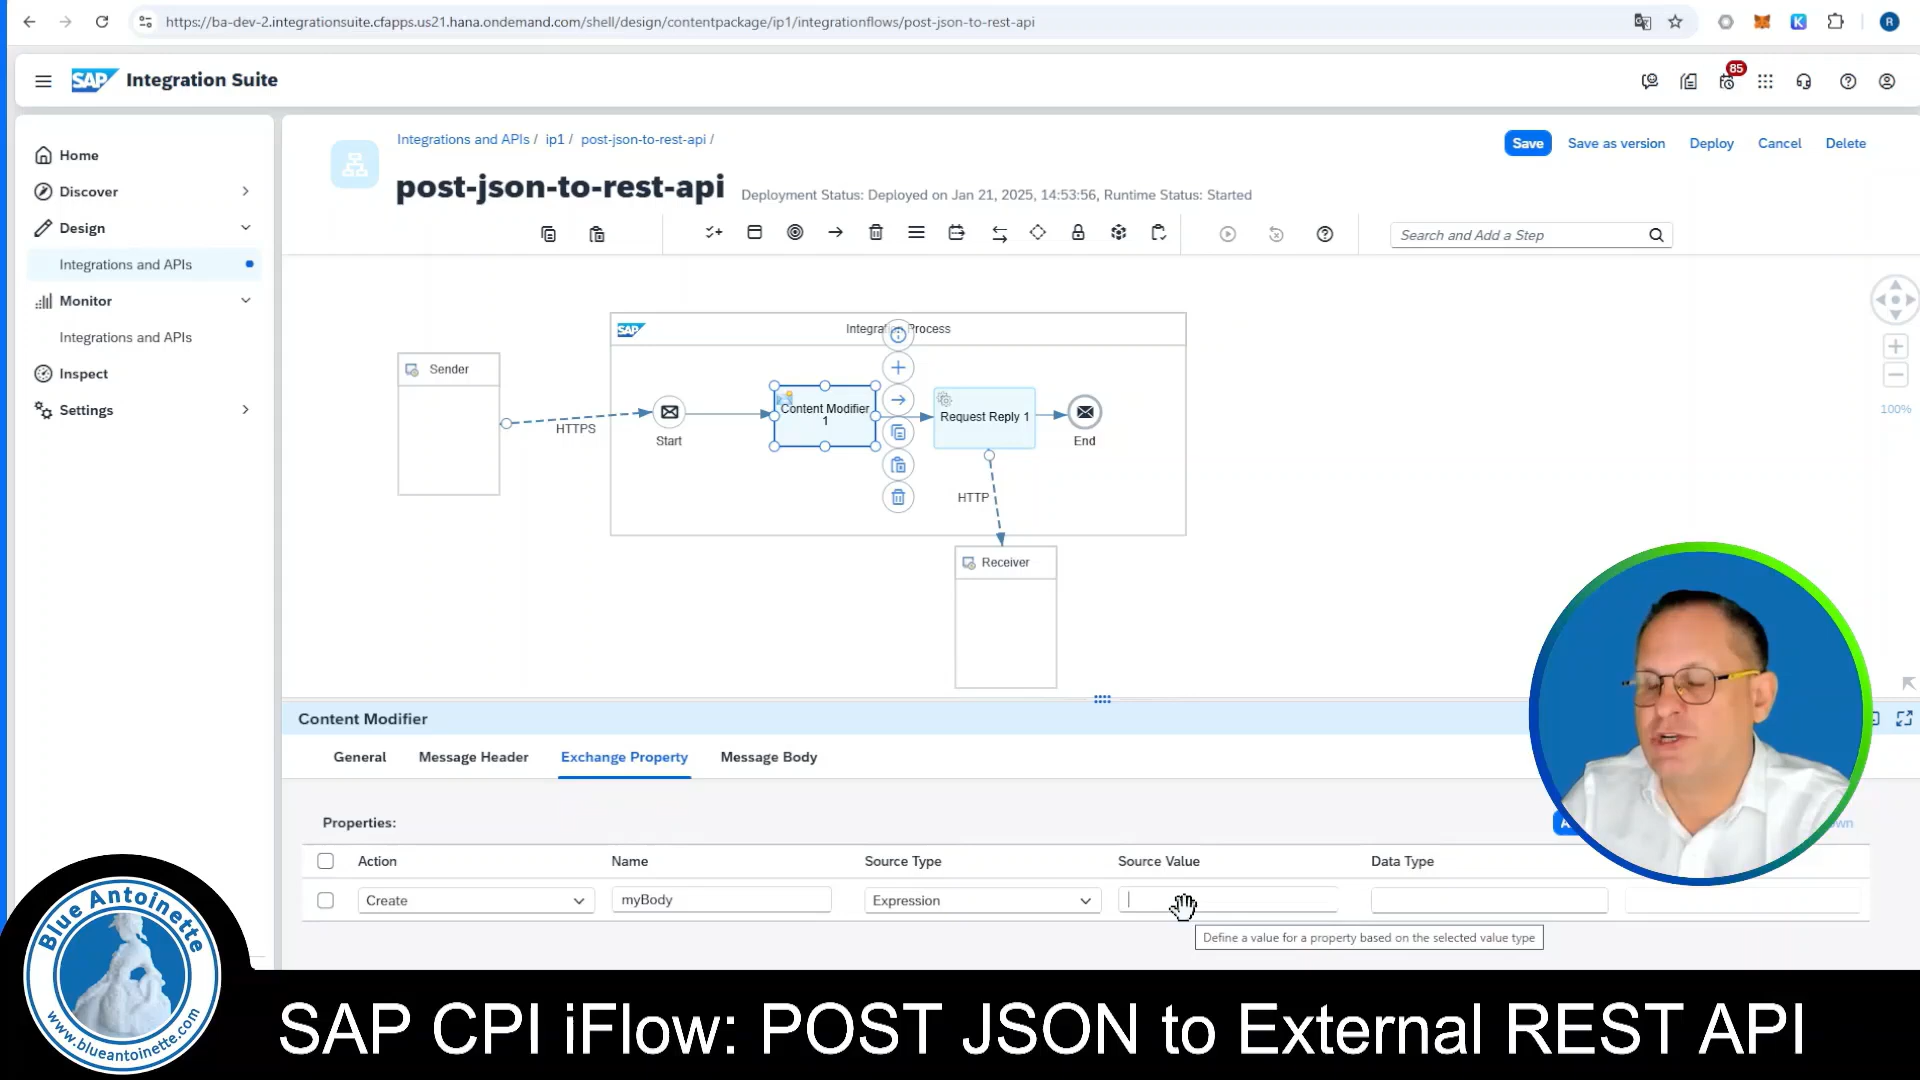 https://ba-dev-2.integrationsuite.cfapps.us21.hana.ondemand.com/shell/design/contentpackage/ip1/integrationflows/post-json-to-rest-api
K
R
SAP
Integration Suite
85
Home
Discover
Design
Integrations and APIs
Monitor
Integrations and APIs
Inspect
Settings
Integrations and APIs / ip1 / post-json-to-rest-api /
Save
Save as version
Deploy
Cancel
Delete
post-json-to-rest-api
Deployment Status: Deployed on Jan 21, 2025, 14:53:56, Runtime Status: Started
Search and Add a Step
SAP
Integration Process
Sender
HTTPS
Start
Content Modifier
1
Request Reply 1
End
HTTP
Receiver
100%
Content Modifier
General
Message Header
Exchange Property
Message Body
Properties:
Action
Name
Source Type
Source Value
Data Type
Create
myBody
Expression
Define a value for a property based on the selected value type
Blue Antoinette
www.blueantoinette.com
SAP CPI iFlow: POST JSON to External REST API